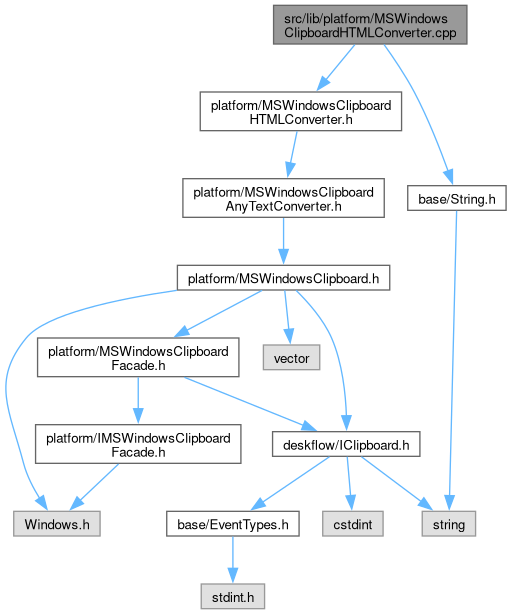 src/lib/platform/MSWindows
ClipboardHTMLConverter.cpp
platform/MSWindowsClipboard
HTMLConverter.h
platform/MSWindowsClipboard
AnyTextConverter.h
base/String.h
platform/MSWindowsClipboard.h
platform/MSWindowsClipboard
Facade.h
vector
platform/IMSWindowsClipboard
Facade.h
deskflow/IClipboard.h
Windows.h
base/EventTypes.h
cstdint
string
stdint.h